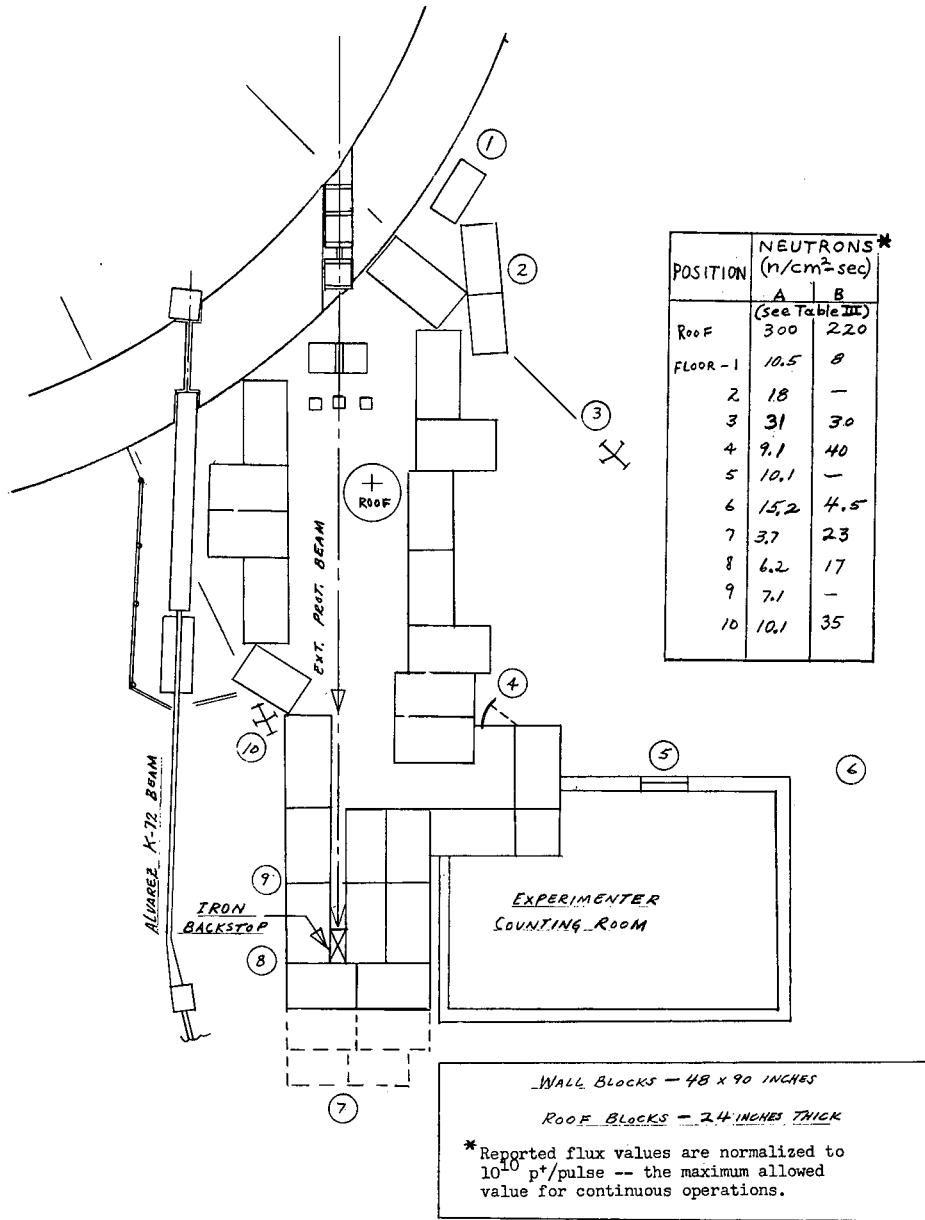 1
2
3
4
5
6
7
8
9
10
+
ROOF
EXT. PROT. BEAM
ALVAREZ K-72 BEAM
IRON
BACKSTOP
EXPERIMENTER
COUNTING ROOM
POSITION NEUTRONS*
(n/cm²-sec)
A B
(see Table III)
ROOF 300 220
FLOOR-1 10.5 8
2 18 —
3 31 30
4 9.1 40
5 10.1 —
6 15.2 4.5
7 3.7 23
8 6.2 17
9 7.1 —
10 10.1 35
WALL BLOCKS — 48 x 90 INCHES
ROOF BLOCKS — 24 INCHES THICK
* Reported flux values are normalized to
10¹⁰ p⁺/pulse -- the maximum allowed
value for continuous operations.